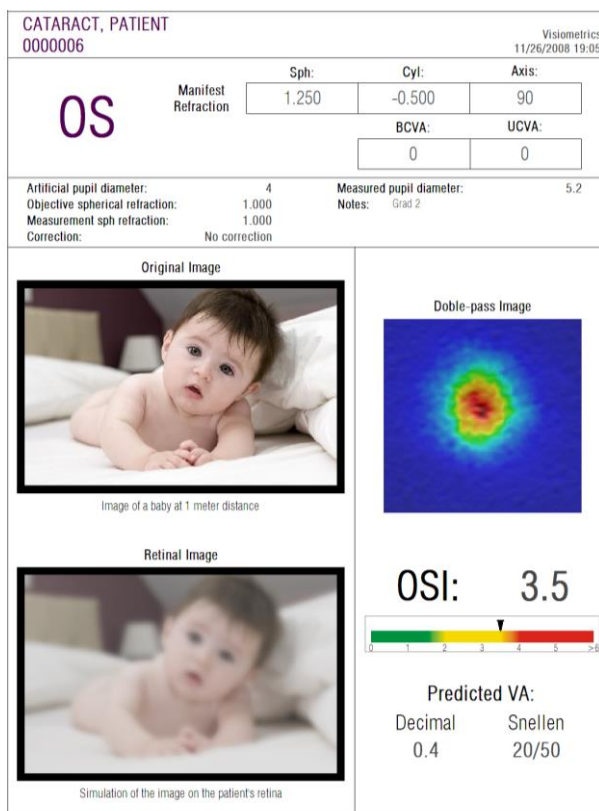 CATARACT, PATIENT
0000006
Visiometrics
11/26/2008 19:05
OS
Manifest
Refraction
Sph: Cyl: Axis:
1.250 -0.500 90
BCVA: UCVA:
0 0
Artificial pupil diameter: 4
Objective spherical refraction: 1.000
Measurement sph refraction: 1.000
Correction: No correction
Measured pupil diameter: 5.2
Notes: Grad 2
Original Image
Image of a baby at 1 meter distance
Retinal Image
Simulation of the image on the patient's retina
Doble-pass Image
OSI: 3.5
0 1 2 3 4 5 >6
Predicted VA:
Decimal Snellen
0.4 20/50